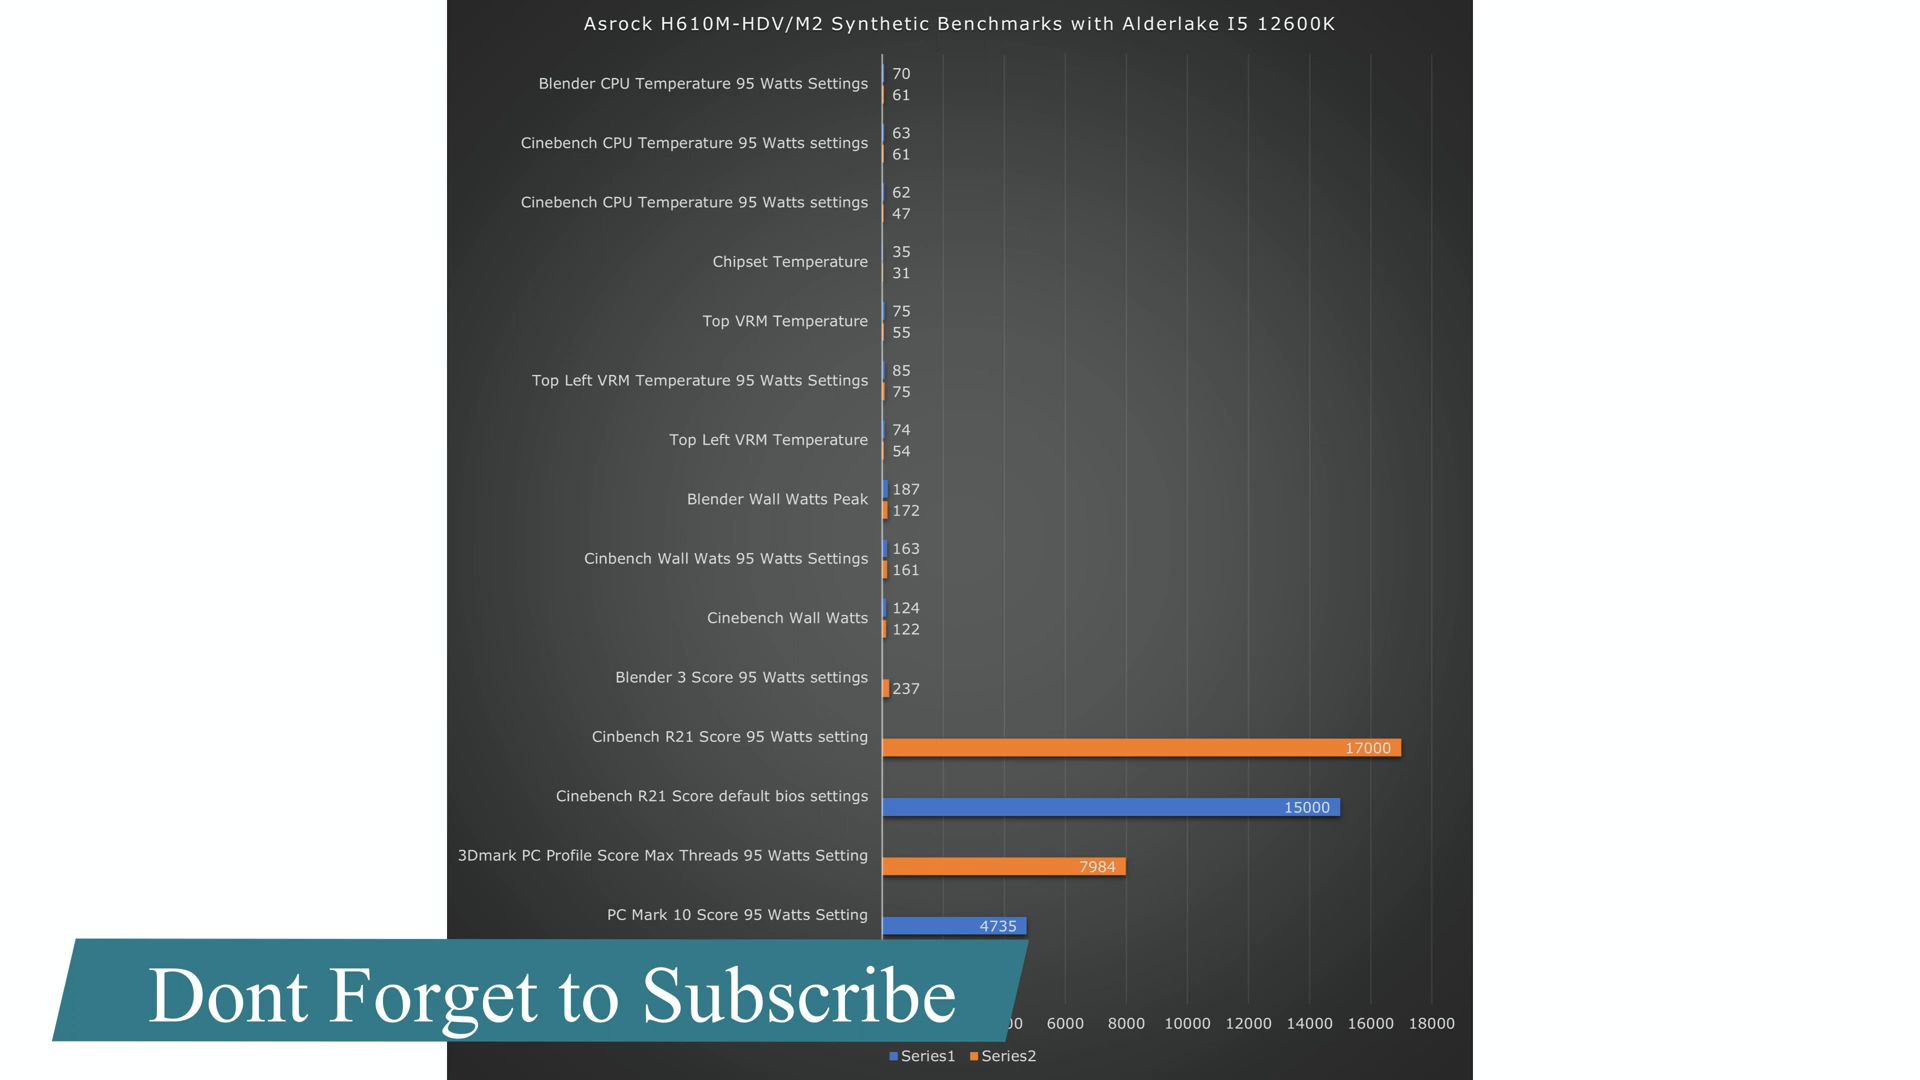 Asrock H610M-HDV/M2 Synthetic Benchmarks with Alderlake I5 12600K
Blender CPU Temperature 95 Watts Settings
70
61
Cinebench CPU Temperature 95 Watts settings
63
61
Cinebench CPU Temperature 95 Watts settings
62
47
Chipset Temperature
35
31
Top VRM Temperature
75
55
Top Left VRM Temperature 95 Watts Settings
85
75
Top Left VRM Temperature
74
54
Blender Wall Watts Peak
187
172
Cinbench Wall Wats 95 Watts Settings
163
161
Cinebench Wall Watts
124
122
Blender 3 Score 95 Watts settings
237
Cinbench R21 Score 95 Watts setting
17000
Cinebench R21 Score default bios settings
15000
3Dmark PC Profile Score Max Threads 95 Watts Setting
7984
PC Mark 10 Score 95 Watts Setting
4735
Dont Forget to Subscribe
6000 8000 10000 12000 14000 16000 18000
Series1 Series2